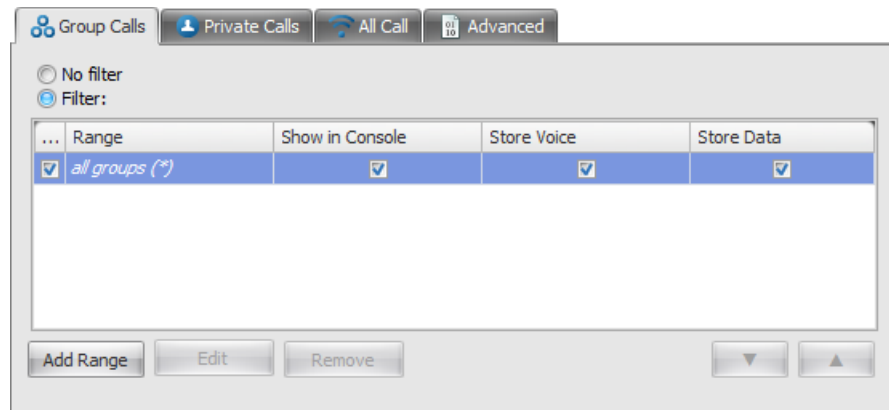 Group Calls Private Calls All Call Advanced
No filter
Filter:
... Range Show in Console Store Voice Store Data
all groups (*)
Add Range Edit Remove ▼ ▲